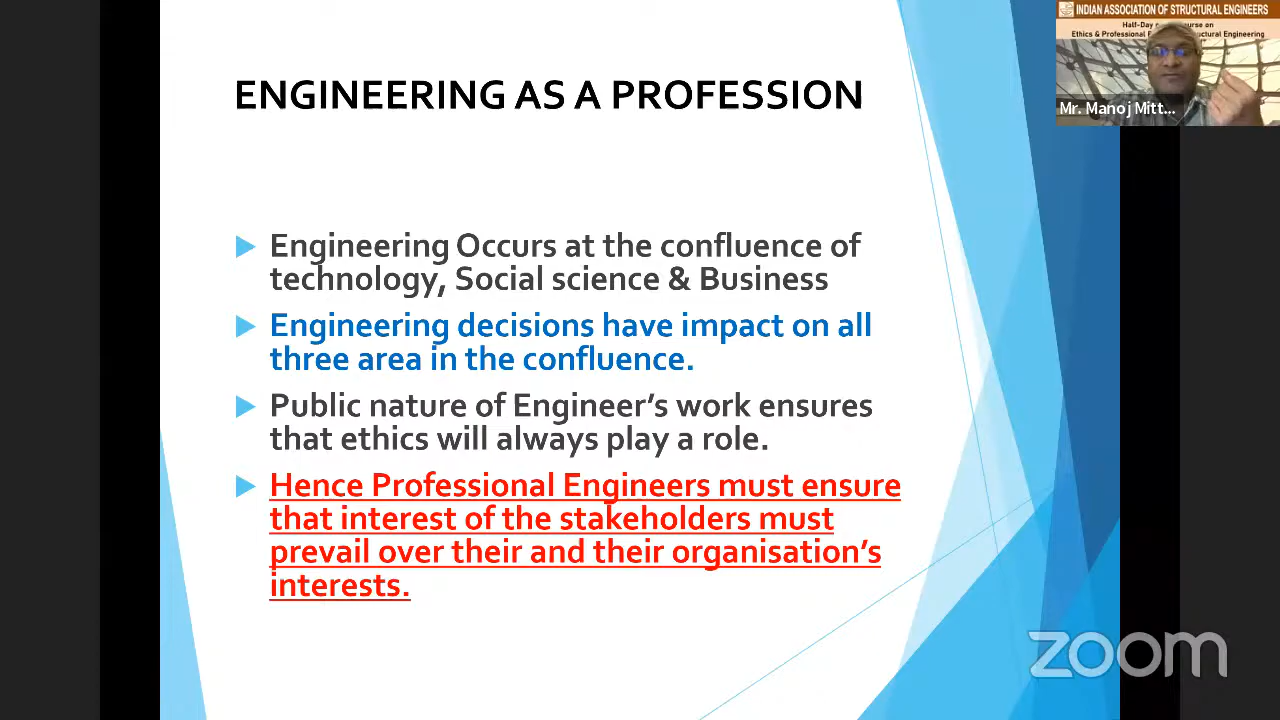 ENGINEERING AS A PROFESSION
Engineering Occurs at the confluence of
technology, Social science & Business
Engineering decisions have impact on all
three area in the confluence.
Public nature of Engineer's work ensures
that ethics will always play a role.
Hence Professional Engineers must ensure
that interest of the stakeholders must
prevail over their and their organisation's
interests.
INDIAN ASSOCIATION OF STRUCTURAL ENGINEERS
Half-Day
on
Ethics & Professional
Engineering
Mr. Manoj Mitt...
zoom